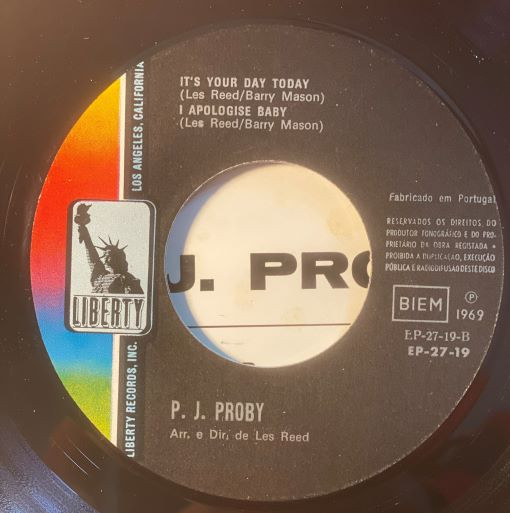 IT'S YOUR DAY TODAY
(Les Reed/Barry Mason)
I APOLOGISE BABY
(Les Reed/Barry Mason)
LOS ANGELES, CALIFORNIA
LIBERTY
LIBERTY RECORDS, INC.
J. PRO
Fabricado em Portugal
RESERVADOS OS DIREITOS DO
PRODUTOR FONOGRÁFICO E DO PRO-
PRIETÁRIO DA OBRA REGISTADA •
PROIBIDA A DUPLICAÇÃO, EXECUÇÃO
PÚBLICA E RADIODIFUSÃO DESTE DISCO
BIEM
Ⓟ
1969
EP-27-19-B
EP-27-19
P. J. PROBY
Arr. e Dir. de Les Reed